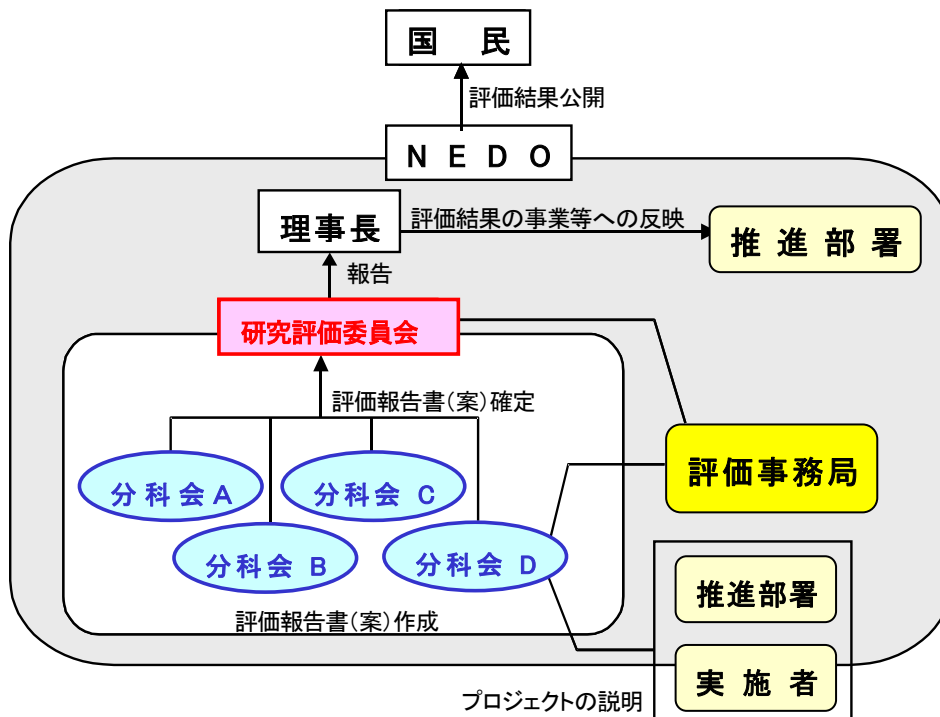 国 民
評価結果公開
N E D O
理事長
評価結果の事業等への反映
推 進 部 署
報告
研究評価委員会
評価報告書(案)確定
評価事務局
分科会 A
分科会 C
分科会 B
分科会 D
推進部署
評価報告書(案)作成
実 施 者
プロジェクトの説明